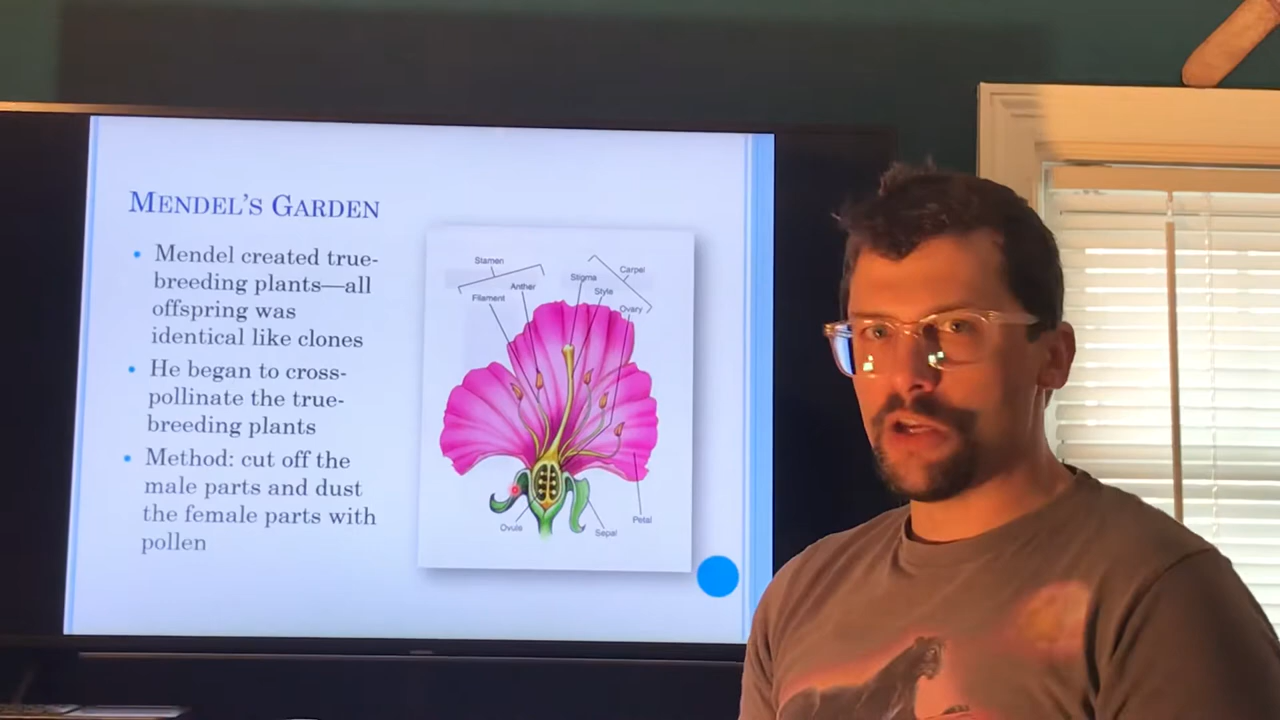 MENDEL'S GARDEN
• Mendel created true-
breeding plants—all
offspring was
identical like clones
• He began to cross-
pollinate the true-
breeding plants
• Method: cut off the
male parts and dust
the female parts with
pollen
Stamen
Carpel
Stigma
Anther
Style
Filament
Ovary
Ovule
Sepal
Petal